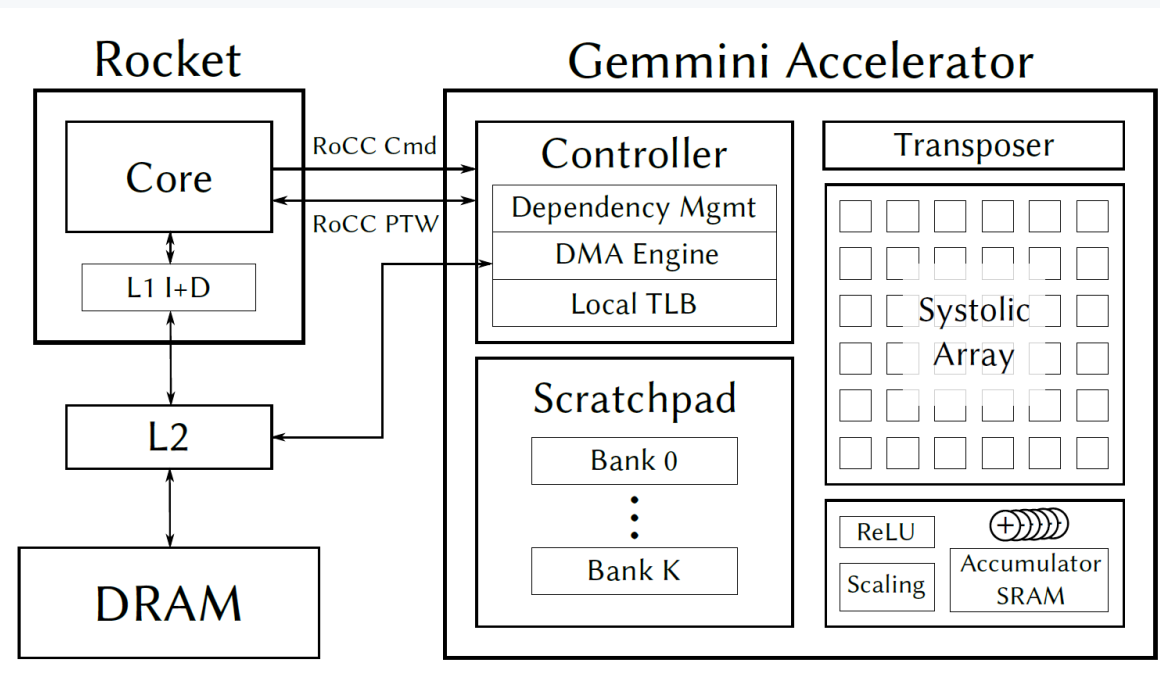 Rocket
Gemmini Accelerator
Core
RoCC Cmd
RoCC PTW
L1 I+D
L2
DRAM
Controller
Dependency Mgmt
DMA Engine
Local TLB
Scratchpad
Bank 0
Bank K
Transposer
Systolic
Array
ReLU
Scaling
+
Accumulator
SRAM